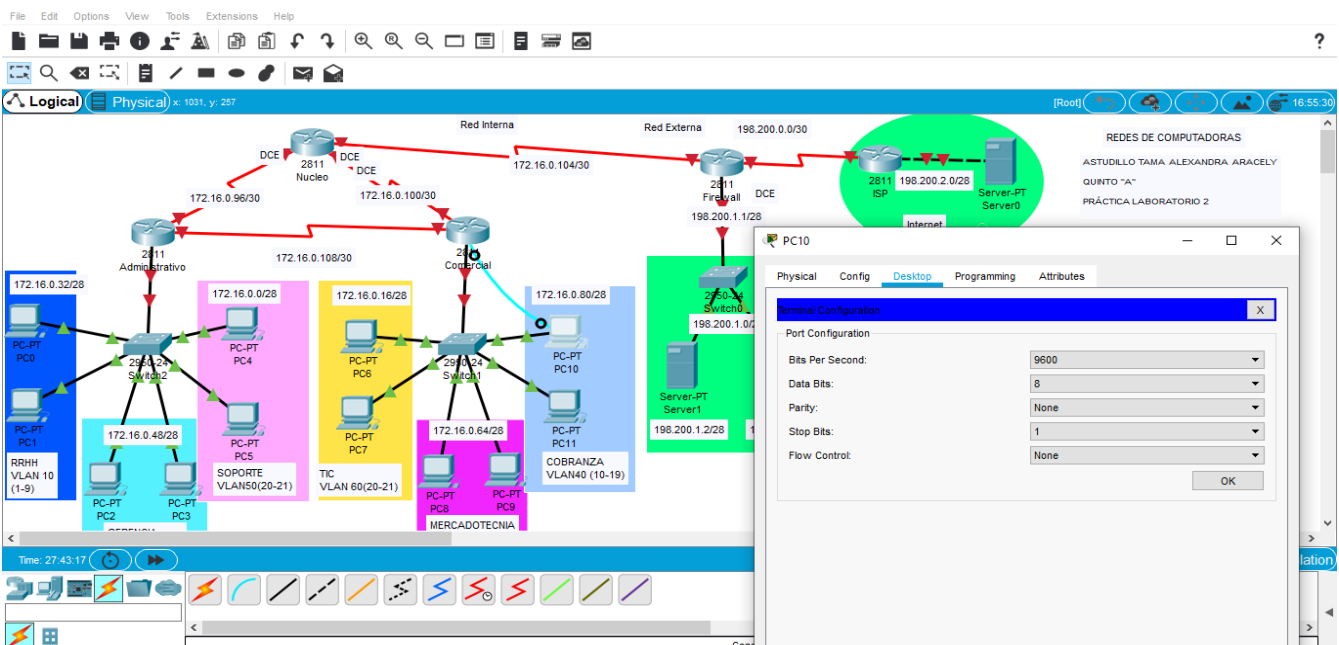 File Edit Options View Tools Extensions Help
?
Logical Physical x: 1031, y: 257 [Root] 16:55:30
Red Interna Red Externa 198.200.0.0/30 REDES DE COMPUTADORAS
ASTUDILLO TAMA ALEXANDRA ARACELY
QUINTO "A"
PRÁCTICA LABORATORIO 2
DCE DCE DCE
2811
Nucleo
172.16.0.104/30
172.16.0.96/30 172.16.0.100/30
2811
Firewall
DCE
2811
ISP
198.200.2.0/28
Server-PT
Server0
Internet
198.200.1.1/28
2811
Administrativo
172.16.0.108/30
Comercial
172.16.0.32/28 172.16.0.0/28 172.16.0.16/28 172.16.0.80/28
PC-PT
PC0
PC-PT
PC4
PC-PT
PC6
PC-PT
PC10
2950-24
Switch2
2950-24
Switch1
2950-24
Switch0
Server-PT
Server1
198.200.1.2/28
PC-PT
PC1
172.16.0.48/28
PC-PT
PC5
PC-PT
PC7
172.16.0.64/28
PC-PT
PC11
RRHH
VLAN 10
(1-9)
SOPORTE
VLAN50(20-21)
TIC
VLAN 60(20-21)
COBRANZA
VLAN40 (10-19)
PC-PT
PC2
PC-PT
PC3
PC-PT
PC8
PC-PT
PC9
MERCADOTECNIA
PC10
Physical Config Desktop Programming Attributes
Terminal Configuration X
Port Configuration
Bits Per Second: 9600
Data Bits: 8
Parity: None
Stop Bits: 1
Flow Control: None
OK
Time: 27:43:17